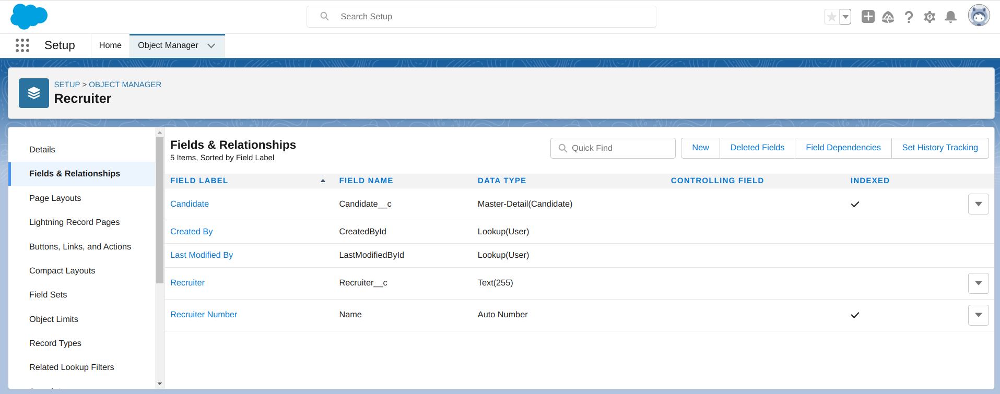 Search Setup
Setup
Home
Object Manager
SETUP > OBJECT MANAGER
Recruiter
Details
Fields & Relationships
Page Layouts
Lightning Record Pages
Buttons, Links, and Actions
Compact Layouts
Field Sets
Object Limits
Record Types
Related Lookup Filters
Fields & Relationships
5 Items, Sorted by Field Label
Quick Find
New
Deleted Fields
Field Dependencies
Set History Tracking
FIELD LABEL FIELD NAME DATA TYPE CONTROLLING FIELD INDEXED
Candidate Candidate__c Master-Detail(Candidate)
Created By CreatedById Lookup(User)
Last Modified By LastModifiedById Lookup(User)
Recruiter Recruiter__c Text(255)
Recruiter Number Name Auto Number